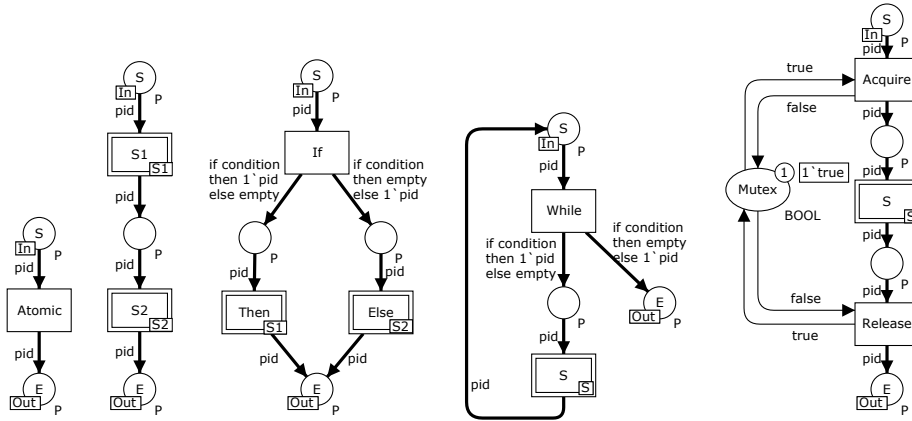 S
In
P
pid
Atomic
pid
E
Out
P
S
In
P
pid
S1
S1
pid
P
pid
S2
S2
pid
E
Out
P
S
In
P
pid
If
if condition
then 1`pid
else empty
if condition
then empty
else 1`pid
P
pid
P
pid
Then
S1
Else
S2
pid
pid
E
Out
P
S
In
P
pid
While
if condition
then 1`pid
else empty
if condition
then empty
else 1`pid
P
pid
E
Out
P
S
S
pid
S
In
P
pid
Acquire
true
false
pid
P
pid
Mutex
1
1`true
BOOL
S
pid
P
pid
false
true
Release
pid
E
Out
P